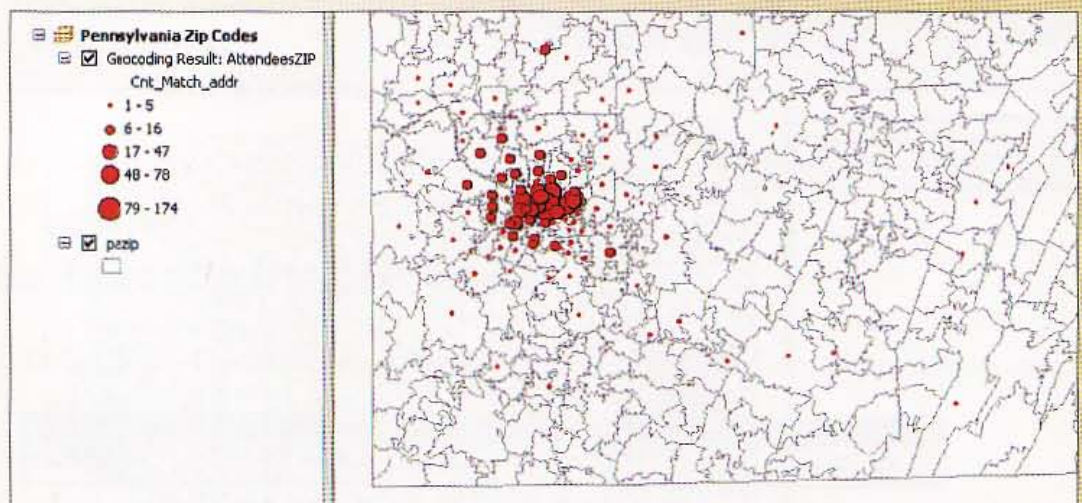 Pennsylvania Zip Codes
Geocoding Result: AttendeesZIP
Cnt_Match_addr
1 - 5
6 - 16
17 - 47
48 - 78
79 - 174
pazip